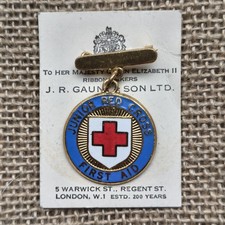 TO HER MAJESTY QUEEN ELIZABETH II
RIBBON MAKERS
J. R. GAUNT & SON LTD.
JUNIOR RED CROSS
FIRST AID
5 WARWICK ST., REGENT ST.
LONDON, W.1 ESTD. 200 YEARS